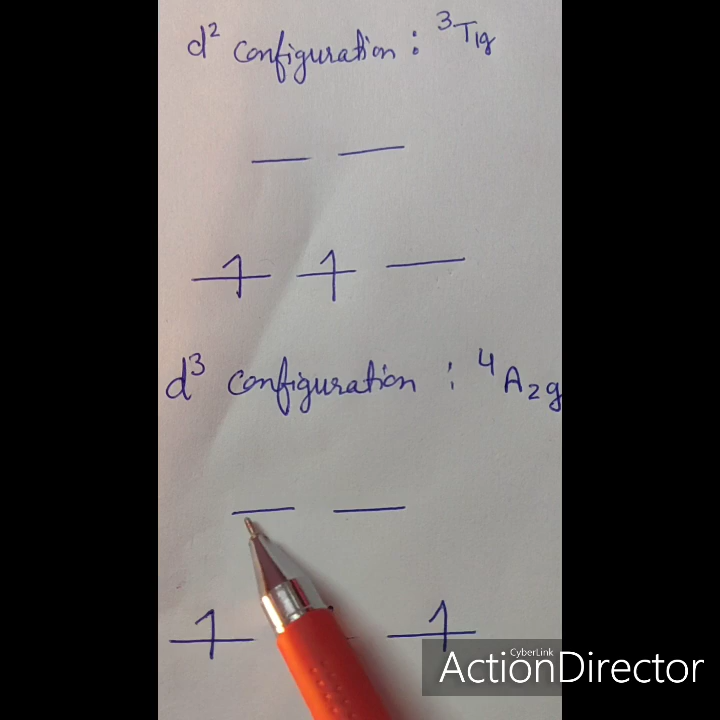 d² configuration : ³T₁g
d³ configuration : ⁴A₂g
CyberLink
ActionDirector